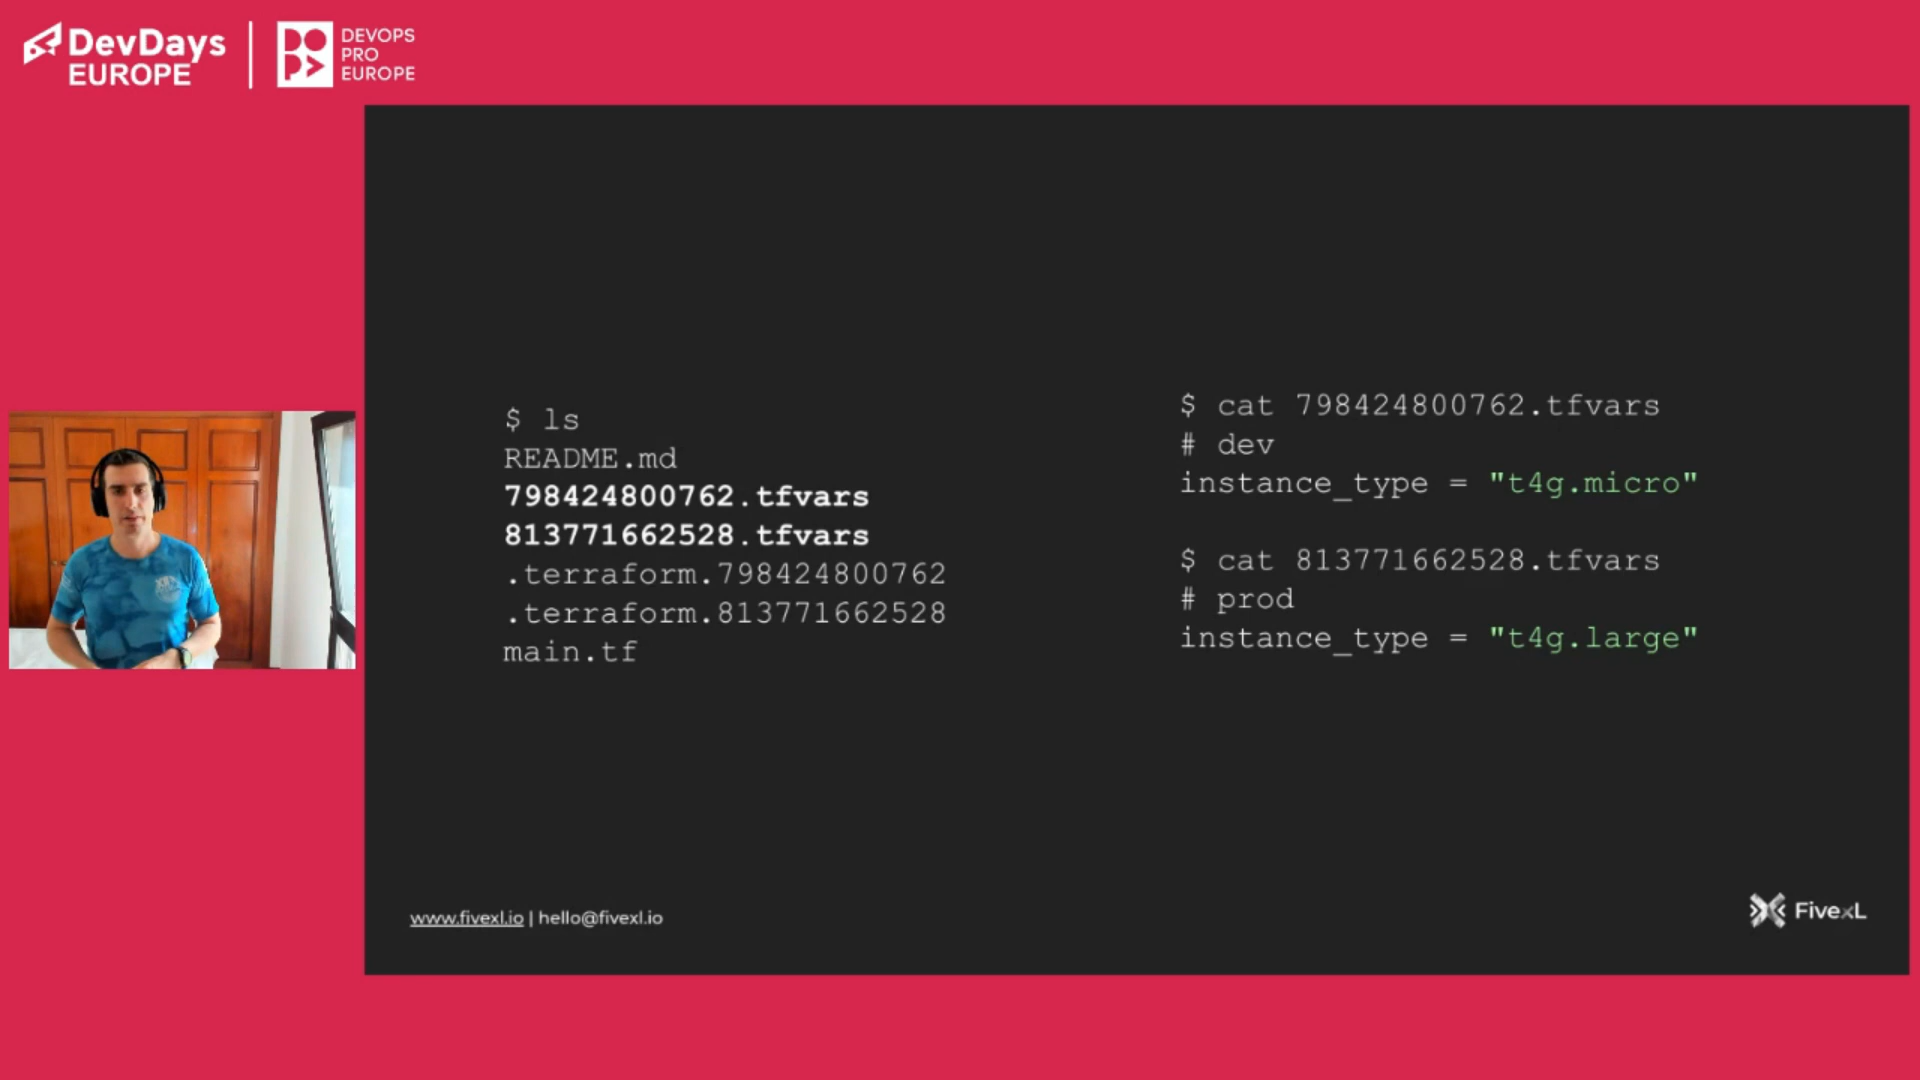 DevDays
EUROPE
DEVOPS
PRO
EUROPE
$ ls
README.md
798424800762.tfvars
813771662528.tfvars
.terraform.798424800762
.terraform.813771662528
main.tf
$ cat 798424800762.tfvars
# dev
instance_type = "t4g.micro"
$ cat 813771662528.tfvars
# prod
instance_type = "t4g.large"
www.fivexl.io | hello@fivexl.io
FivexL